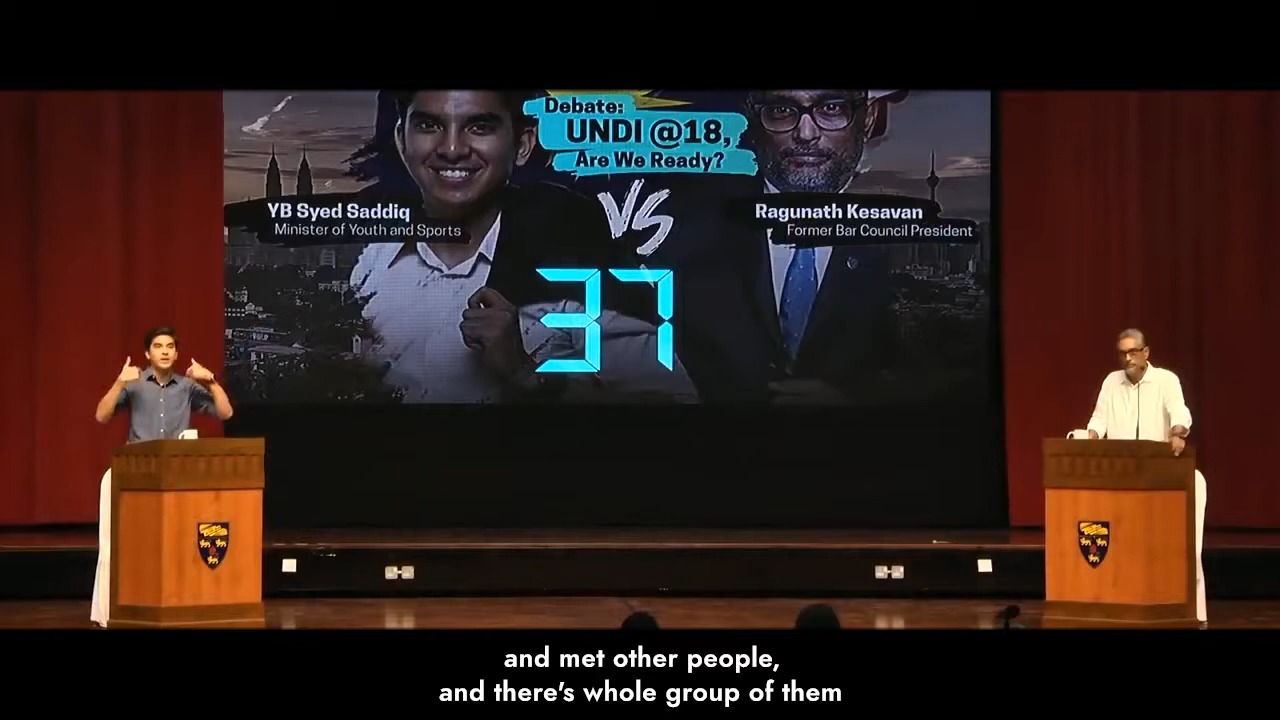 Debate:
UNDI @18,
Are We Ready?
YB Syed Saddiq
Minister of Youth and Sports
VS
Ragunath Kesavan
Former Bar Council President
37
and met other people,
and there's whole group of them